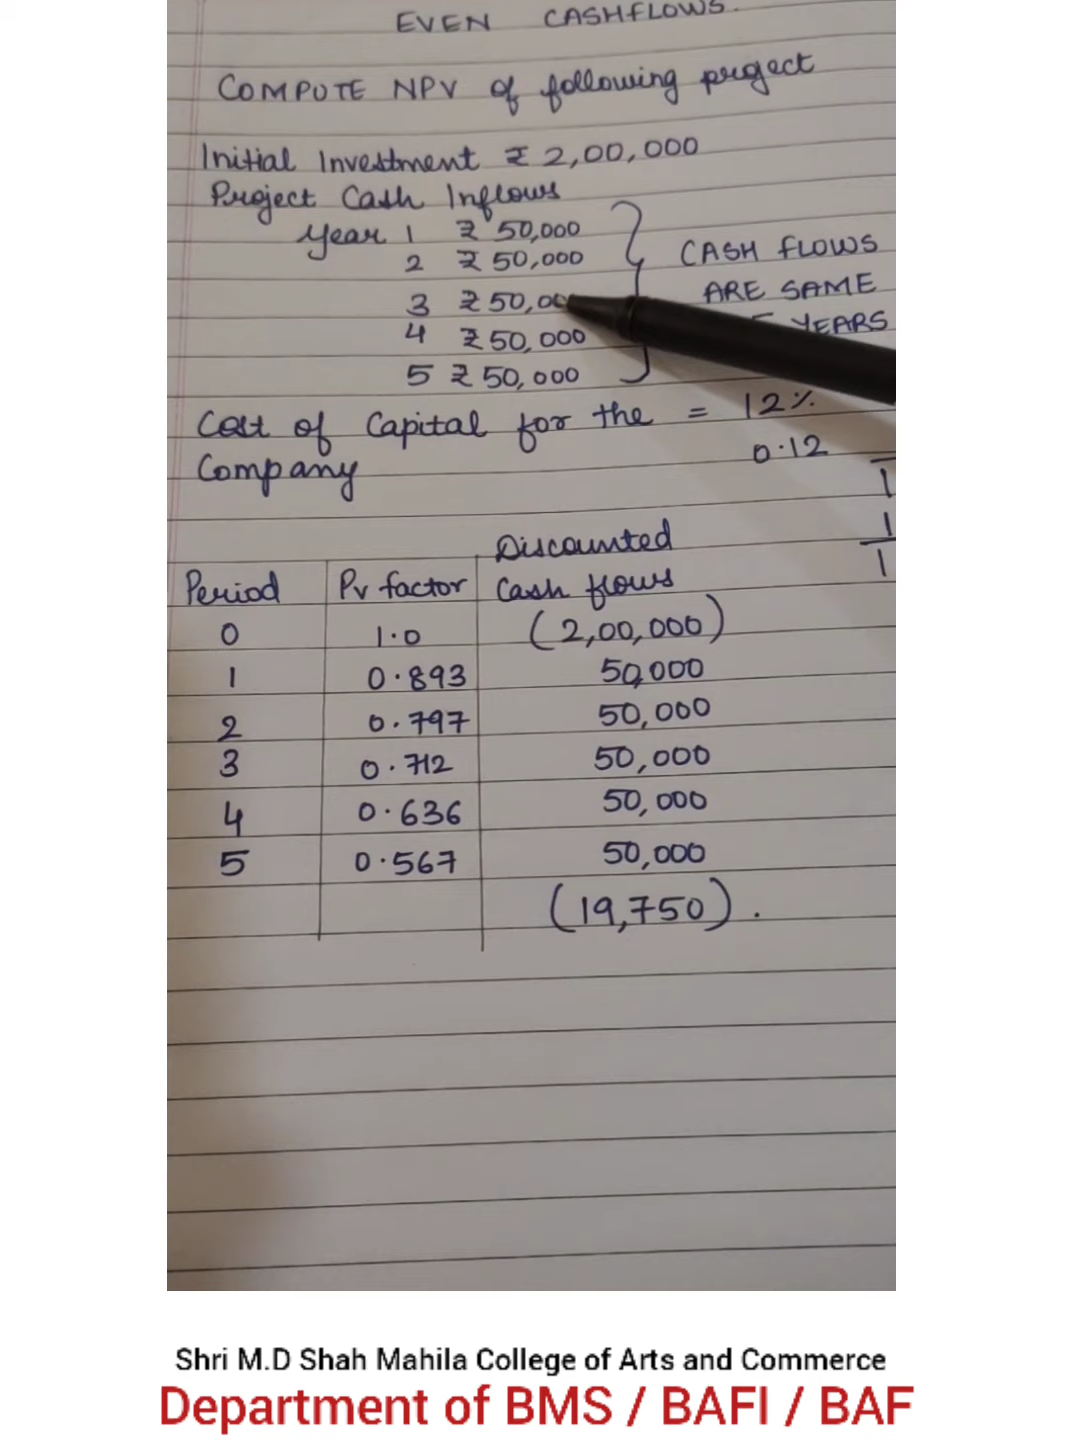 EVEN CASHFLOWS.
COMPUTE NPV of following project
Initial Investment ₹ 2,00,000
Project Cash Inflows
Year 1 ₹ 50,000
2 ₹ 50,000
3 ₹ 50,00
4 ₹ 50,000
5 ₹ 50,000
CASH FLOWS
ARE SAME
YEARS
Cost of Capital for the = 12%
Company 0.12
1
1
1
Discounted
Period Pv factor Cash flows
0 1.0 (2,00,000)
1 0.893 50,000
2 0.797 50,000
3 0.712 50,000
4 0.636 50,000
5 0.567 50,000
(19,750).
Shri M.D Shah Mahila College of Arts and Commerce
Department of BMS / BAFI / BAF